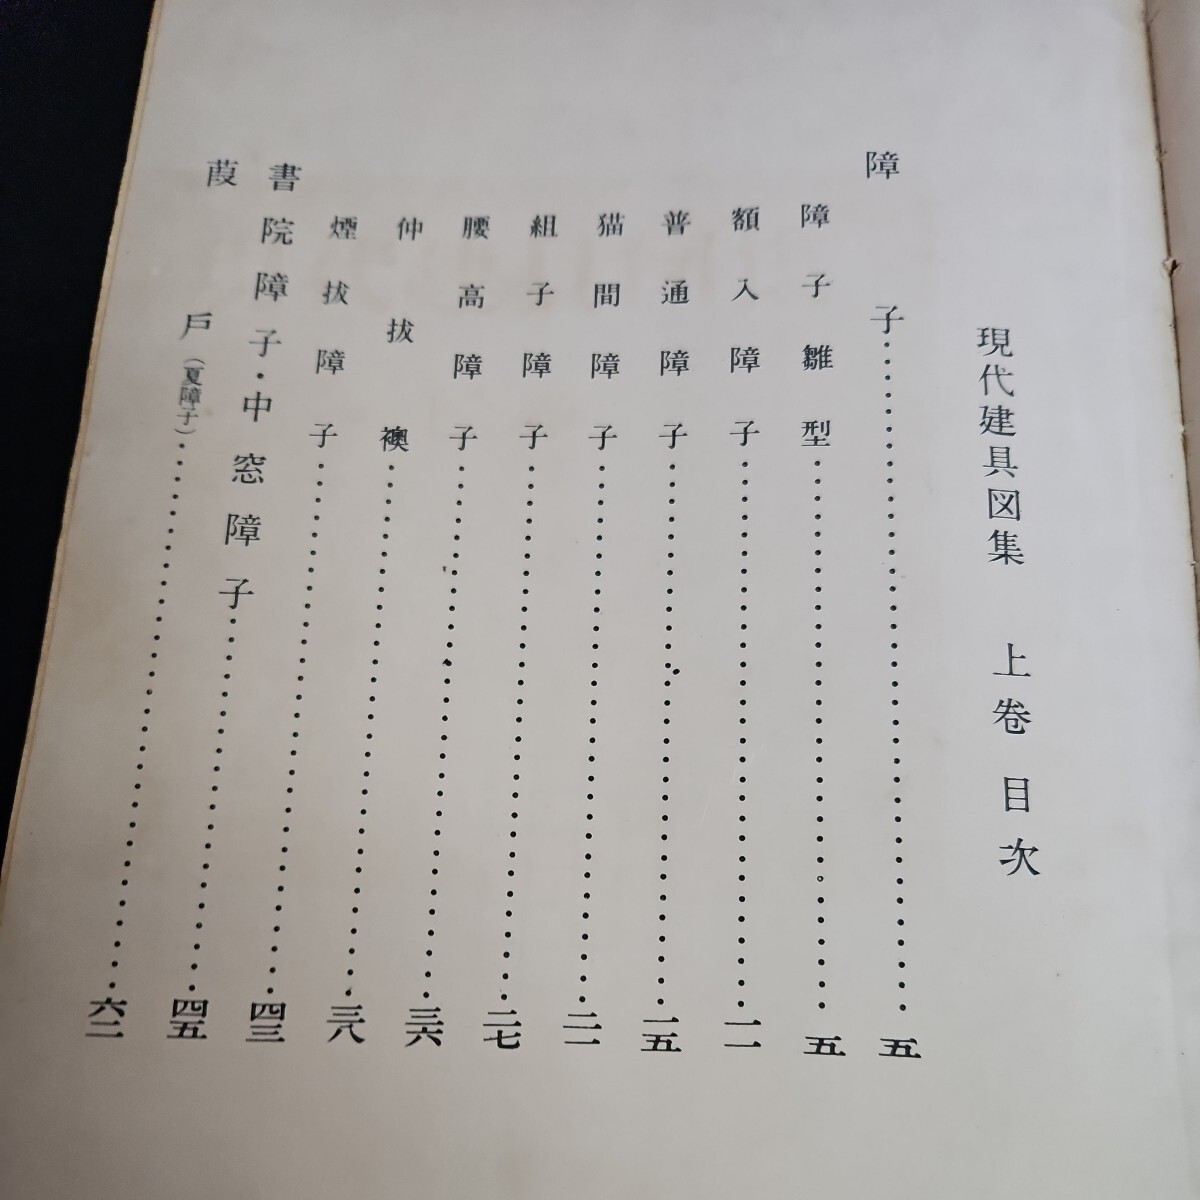 現代建具図集 上巻 目次
障子……………………五
障子雛型……………………五
額入障子……………………一一
普通障子……………………一五
猫間障子……………………二一
組子障子……………………二七
腰高障子……………………三六
仲抜襖……………………三八
煙抜障子……………………四三
書院障子・中窓障子……………………四五
葭戸（夏障子）……………………六二